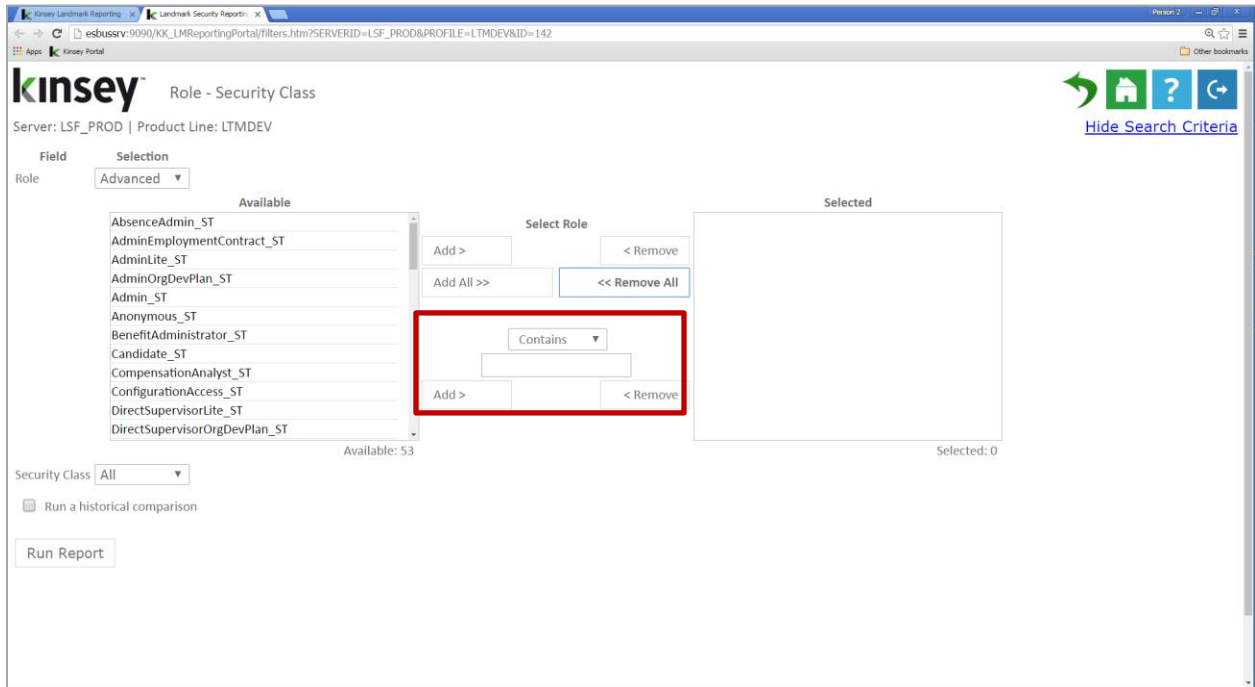 Kinsey Landmark Reporting
Landmark Security Reportin
Person 2
esbussrv:9090/KK_LMReportingPortal/filters.htm?SERVERID=LSF_PROD&PROFILE=LTMDEV&ID=142
Apps Kinsey Portal Other bookmarks
kinsey™ Role - Security Class
Server: LSF_PROD | Product Line: LTMDEV
Hide Search Criteria
Field Selection
Role Advanced
Available
Select Role
Selected
AbsenceAdmin_ST
AdminEmploymentContract_ST
AdminLite_ST
AdminOrgDevPlan_ST
Admin_ST
Anonymous_ST
BenefitAdministrator_ST
Candidate_ST
CompensationAnalyst_ST
ConfigurationAccess_ST
DirectSupervisorLite_ST
DirectSupervisorOrgDevPlan_ST
Add > < Remove
Add All >> << Remove All
Contains
Add > < Remove
Available: 53
Selected: 0
Security Class All
Run a historical comparison
Run Report